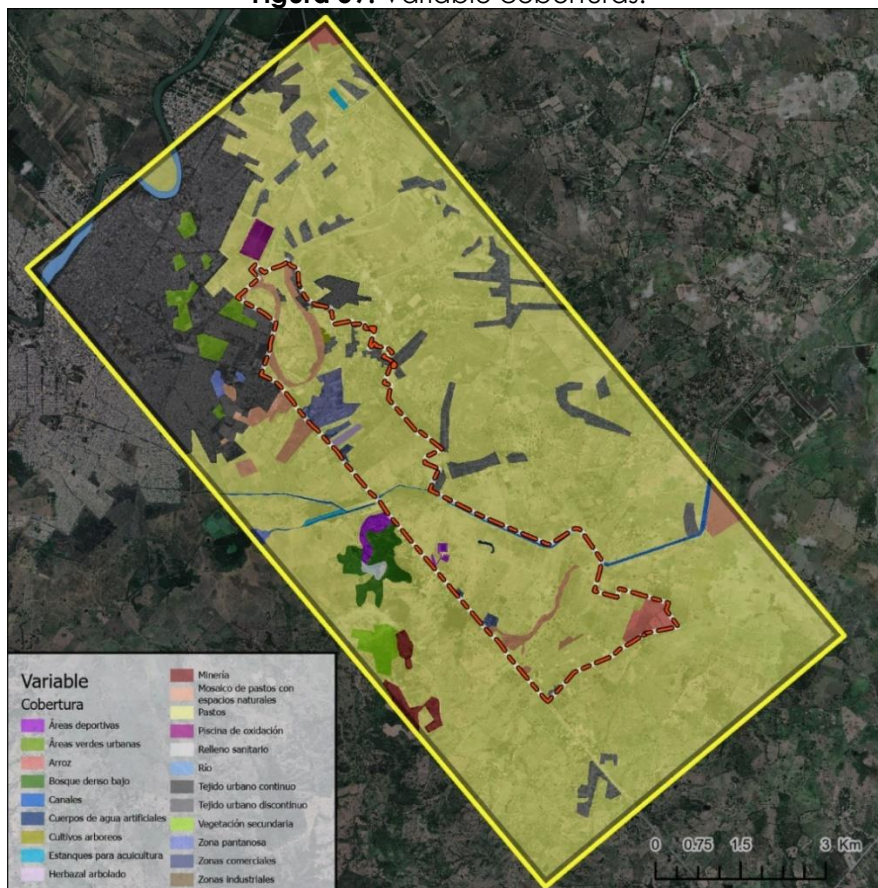 Figura 39. Variable Coberturas.
Variable
Cobertura
Áreas deportivas
Áreas verdes urbanas
Arroz
Bosque denso bajo
Canales
Cuerpos de agua artificiales
Cultivos arboreos
Estanques para acuicultura
Herbazal arbolado
Minería
Mosaico de pastos con
espacios naturales
Pastos
Piscina de oxidación
Relleno sanitario
Río
Tejido urbano continuo
Tejido urbano discontinuo
Vegetación secundaria
Zona pantanosa
Zonas comerciales
Zonas industriales
0 0.75 1.5 3 Km